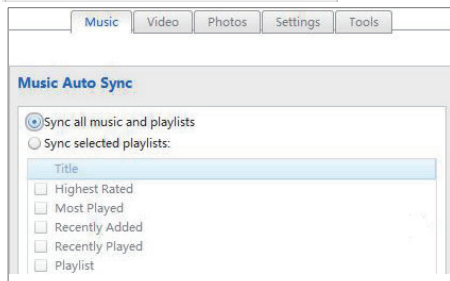 Music Video Photos Settings Tools
Music Auto Sync
Sync all music and playlists
Sync selected playlists:
Title
Highest Rated
Most Played
Recently Added
Recently Played
Playlist